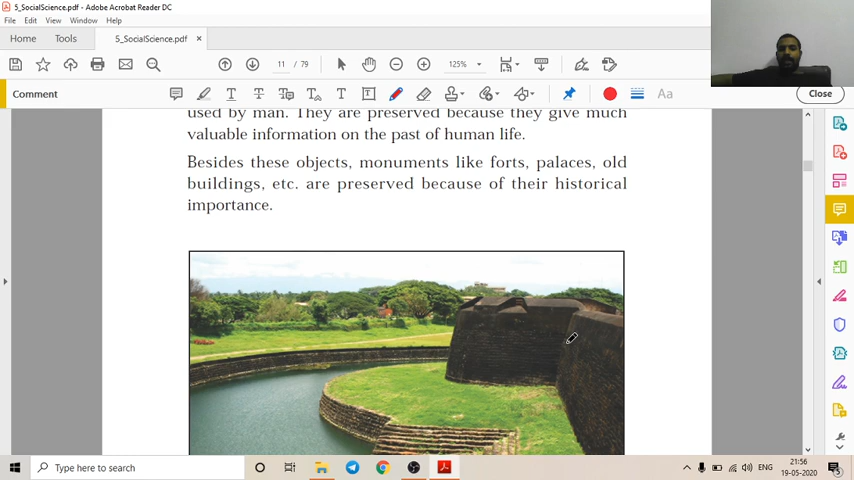 5_SocialScience.pdf - Adobe Acrobat Reader DC
File Edit View Window Help
Home Tools 5_SocialScience.pdf ×
11 / 79 125%
Comment
Aa
Close
used by man. They are preserved because they give much
valuable information on the past of human life.
Besides these objects, monuments like forts, palaces, old
buildings, etc. are preserved because of their historical
importance.
Type here to search
ENG
21:56
19-05-2020
5